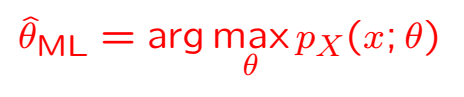 θ̂_ML = arg max_θ p_X(x; θ)